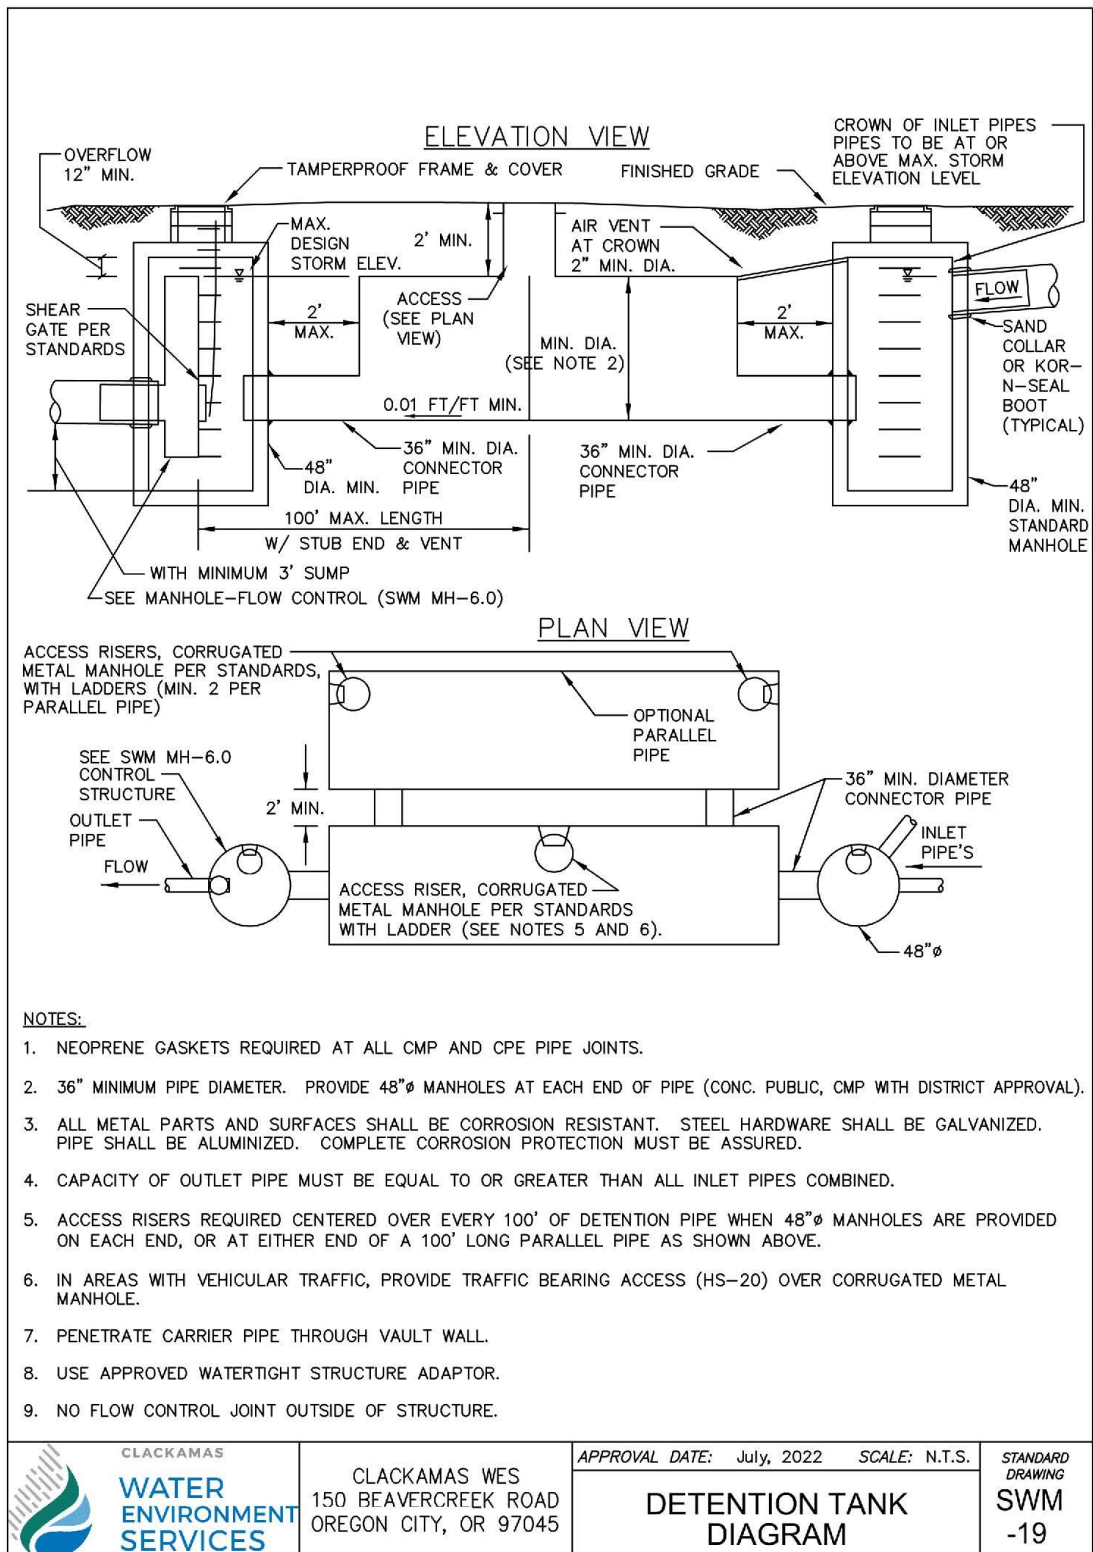 ELEVATION VIEW
OVERFLOW
12" MIN.
TAMPERPROOF FRAME & COVER
FINISHED GRADE
CROWN OF INLET PIPES
PIPES TO BE AT OR
ABOVE MAX. STORM
ELEVATION LEVEL
MAX.
DESIGN
STORM ELEV.
2' MIN.
AIR VENT
AT CROWN
2" MIN. DIA.
SHEAR
GATE PER
STANDARDS
2'
MAX.
ACCESS
(SEE PLAN
VIEW)
MIN. DIA.
(SEE NOTE 2)
2'
MAX.
FLOW
SAND
COLLAR
OR KOR-
N-SEAL
BOOT
(TYPICAL)
0.01 FT/FT MIN.
48"
DIA. MIN.
36" MIN. DIA.
CONNECTOR
PIPE
36" MIN. DIA.
CONNECTOR
PIPE
48"
DIA. MIN.
STANDARD
MANHOLE
100' MAX. LENGTH
W/ STUB END & VENT
WITH MINIMUM 3' SUMP
SEE MANHOLE-FLOW CONTROL (SWM MH-6.0)
PLAN VIEW
ACCESS RISERS, CORRUGATED
METAL MANHOLE PER STANDARDS,
WITH LADDERS (MIN. 2 PER
PARALLEL PIPE)
OPTIONAL
PARALLEL
PIPE
SEE SWM MH-6.0
CONTROL
STRUCTURE
2' MIN.
36" MIN. DIAMETER
CONNECTOR PIPE
OUTLET
PIPE
FLOW
INLET
PIPE'S
ACCESS RISER, CORRUGATED
METAL MANHOLE PER STANDARDS
WITH LADDER (SEE NOTES 5 AND 6).
48"ø
NOTES:
1. NEOPRENE GASKETS REQUIRED AT ALL CMP AND CPE PIPE JOINTS.
2. 36" MINIMUM PIPE DIAMETER. PROVIDE 48"ø MANHOLES AT EACH END OF PIPE (CONC. PUBLIC, CMP WITH DISTRICT APPROVAL).
3. ALL METAL PARTS AND SURFACES SHALL BE CORROSION RESISTANT. STEEL HARDWARE SHALL BE GALVANIZED.
PIPE SHALL BE ALUMINIZED. COMPLETE CORROSION PROTECTION MUST BE ASSURED.
4. CAPACITY OF OUTLET PIPE MUST BE EQUAL TO OR GREATER THAN ALL INLET PIPES COMBINED.
5. ACCESS RISERS REQUIRED CENTERED OVER EVERY 100' OF DETENTION PIPE WHEN 48"ø MANHOLES ARE PROVIDED
ON EACH END, OR AT EITHER END OF A 100' LONG PARALLEL PIPE AS SHOWN ABOVE.
6. IN AREAS WITH VEHICULAR TRAFFIC, PROVIDE TRAFFIC BEARING ACCESS (HS-20) OVER CORRUGATED METAL
MANHOLE.
7. PENETRATE CARRIER PIPE THROUGH VAULT WALL.
8. USE APPROVED WATERTIGHT STRUCTURE ADAPTOR.
9. NO FLOW CONTROL JOINT OUTSIDE OF STRUCTURE.
CLACKAMAS
WATER
ENVIRONMENT
SERVICES
CLACKAMAS WES
150 BEAVERCREEK ROAD
OREGON CITY, OR 97045
APPROVAL DATE: July, 2022 SCALE: N.T.S.
DETENTION TANK
DIAGRAM
STANDARD
DRAWING
SWM
-19